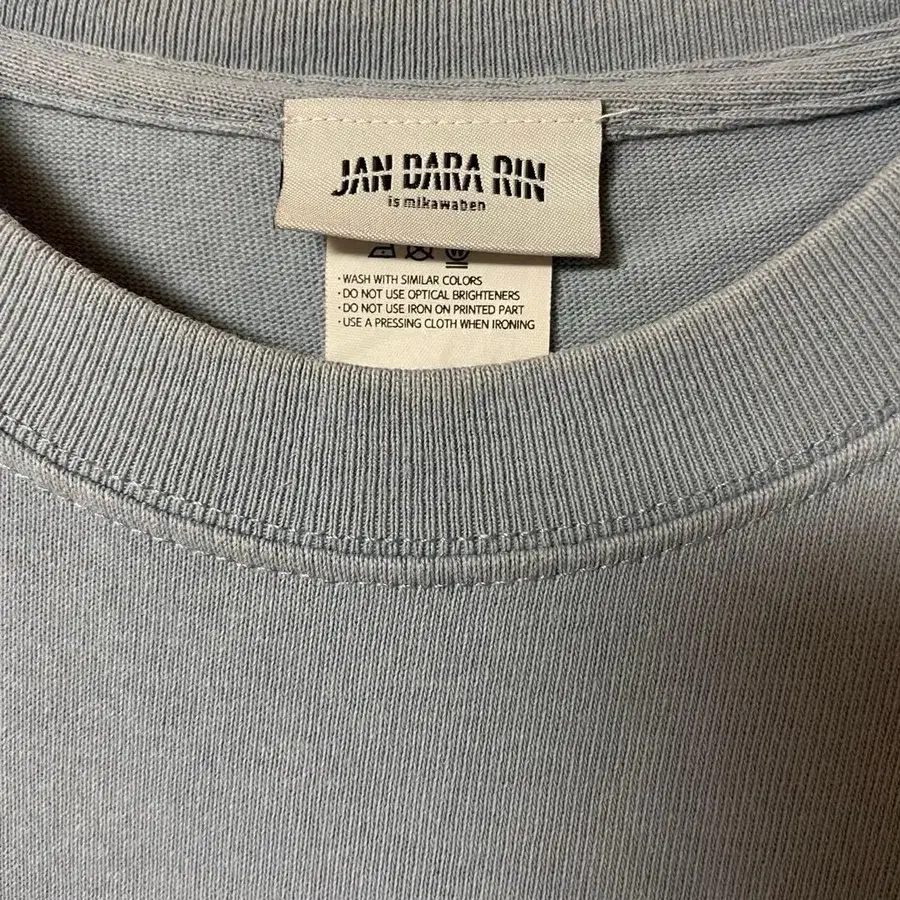 JAN DARA RIN
is mikawaben
W
· WASH WITH SIMILAR COLORS
· DO NOT USE OPTICAL BRIGHTENERS
· DO NOT USE IRON ON PRINTED PART
· USE A PRESSING CLOTH WHEN IRONING